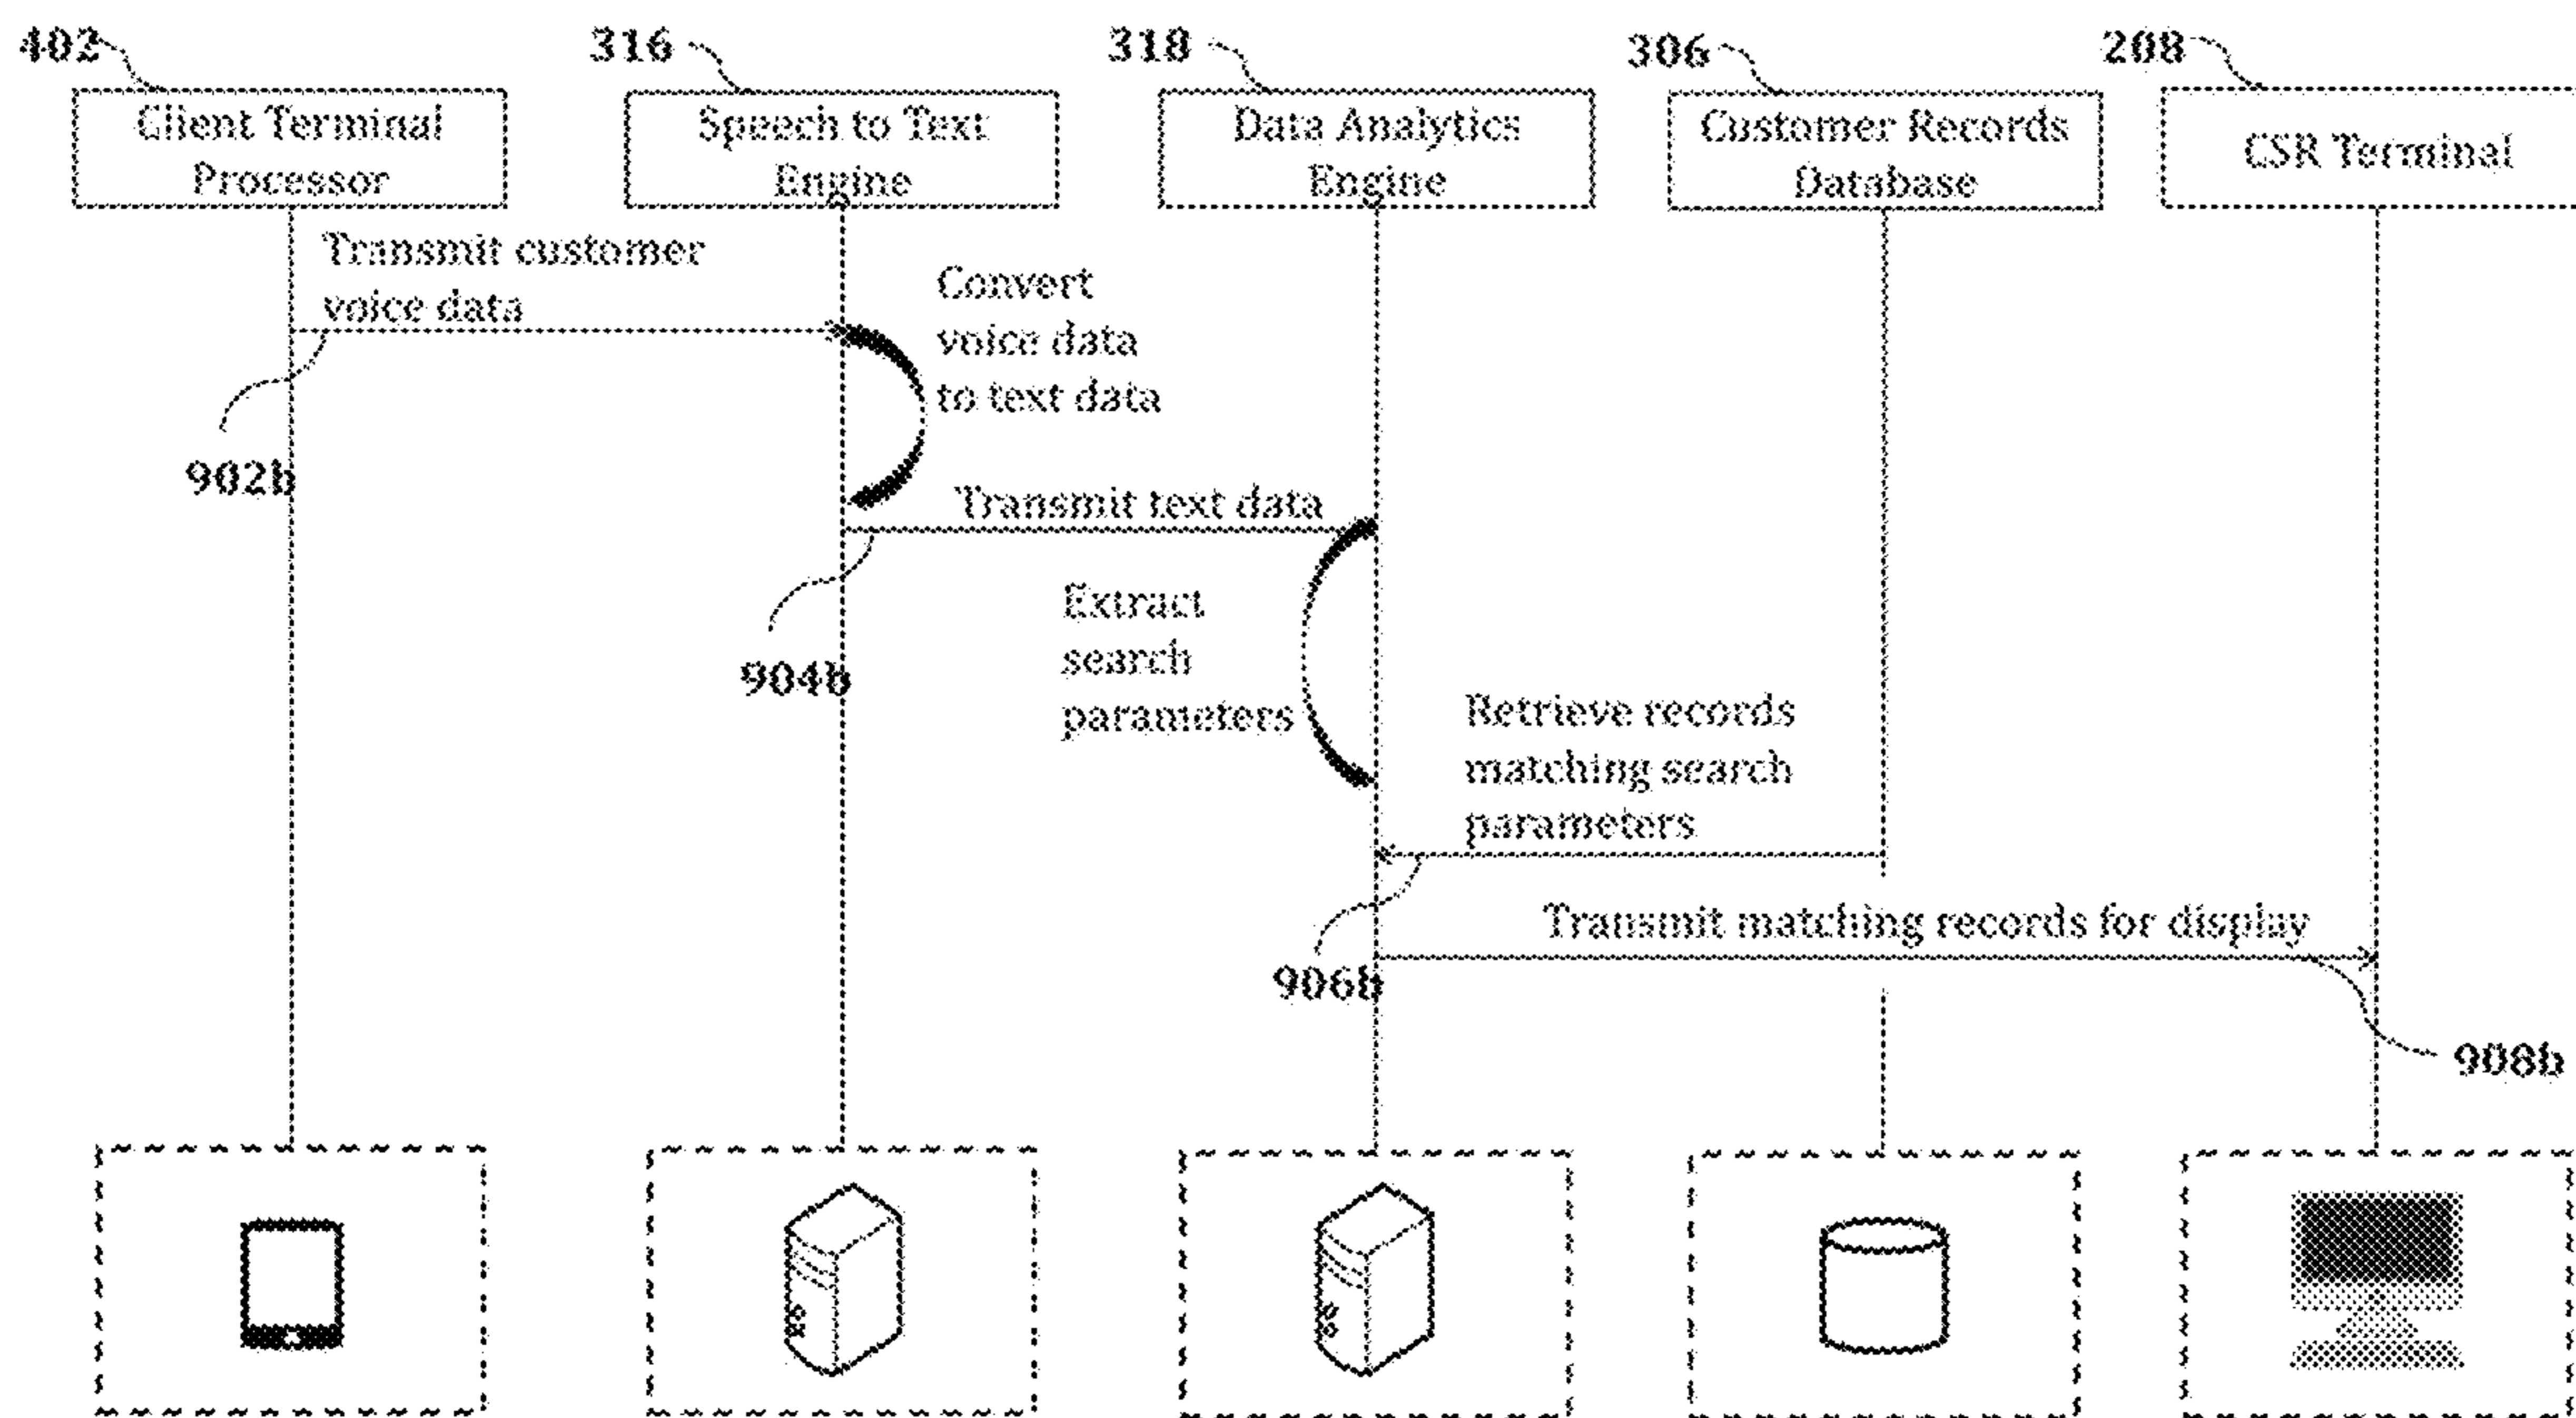 402
316
318
306
208
Client Terminal
Processor
Speech to Text
Engine
Data Analytics
Engine
Customer Records
Database
CSR Terminal
Transmit customer
voice data
Convert
voice data
to text data
902b
Transmit text data
904b
Extract
search
parameters
Retrieve records
matching search
parameters
906b
Transmit matching records for display
908b